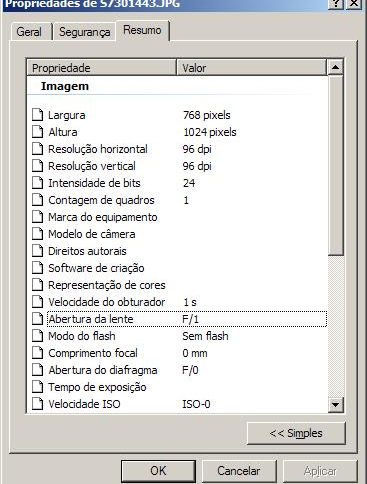 Propriedades de S7301443.JPG
Geral Segurança Resumo
Propriedade Valor
Imagem
Largura 768 pixels
Altura 1024 pixels
Resolução horizontal 96 dpi
Resolução vertical 96 dpi
Intensidade de bits 24
Contagem de quadros 1
Marca do equipamento
Modelo de câmera
Direitos autorais
Software de criação
Representação de cores
Velocidade do obturador 1 s
Abertura da lente F/1
Modo do flash Sem flash
Comprimento focal 0 mm
Abertura do diafragma F/0
Tempo de exposição
Velocidade ISO ISO-0
<< Simples
OK Cancelar Aplicar